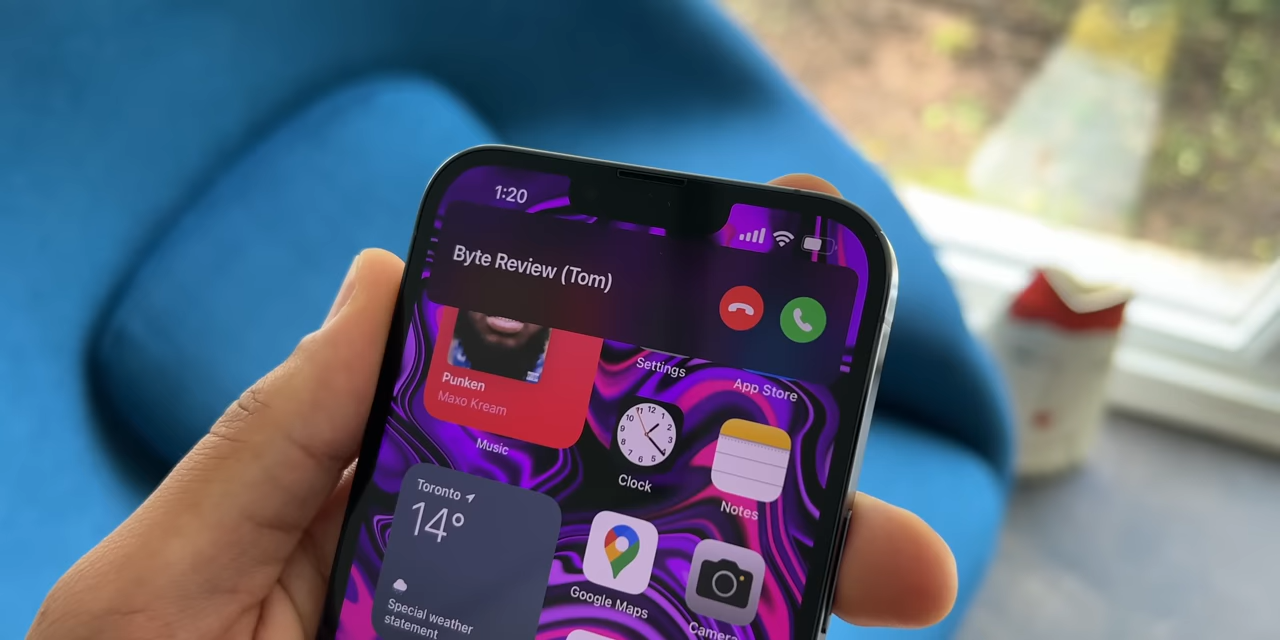 1:20
Byte Review (Tom)
Punken
Maxo Kream
Music
Settings
App Store
Clock
Notes
Toronto
14°
Special weather
statement
Google Maps
Camera